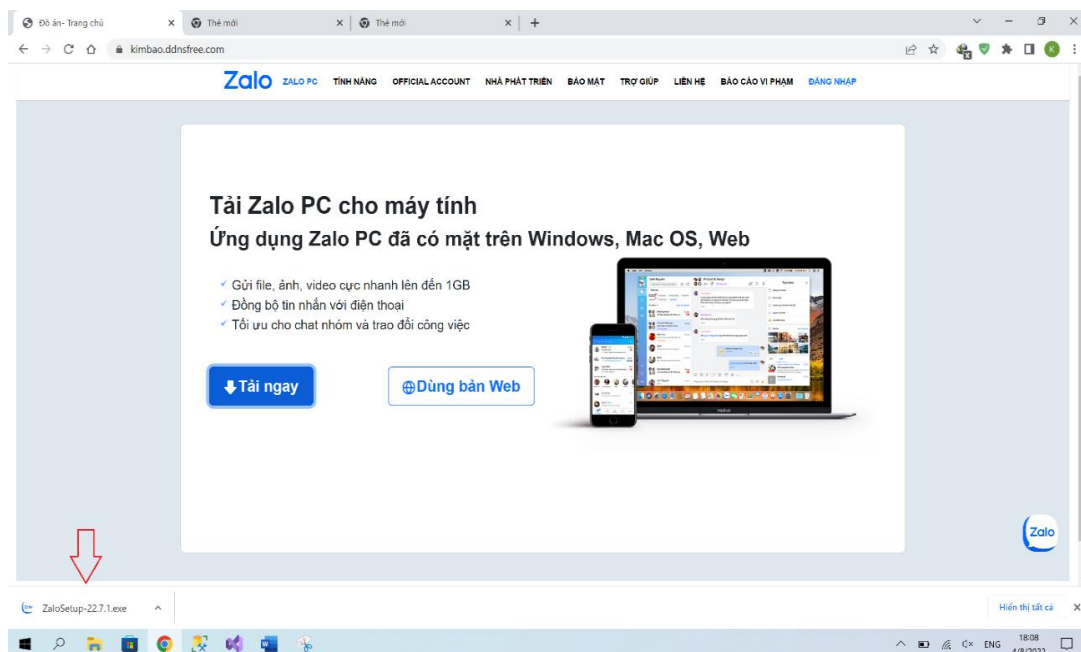 Đồ án- Trang chủ
Thẻ mới
Thẻ mới
kimbao.ddnsfree.com
K
Zalo ZALO PC TÍNH NĂNG OFFICIAL ACCOUNT NHÀ PHÁT TRIỂN BẢO MẬT TRỢ GIÚP LIÊN HỆ BÁO CÁO VI PHẠM ĐĂNG NHẬP
Tải Zalo PC cho máy tính
Ứng dụng Zalo PC đã có mặt trên Windows, Mac OS, Web
Gửi file, ảnh, video cực nhanh lên đến 1GB
Đồng bộ tin nhắn với điện thoại
Tối ưu cho chat nhóm và trao đổi công việc
Tải ngay
Dùng bản Web
Zalo
ZaloSetup-22.7.1.exe
Hiển thị tất cả
ENG
18:08
4/8/2022